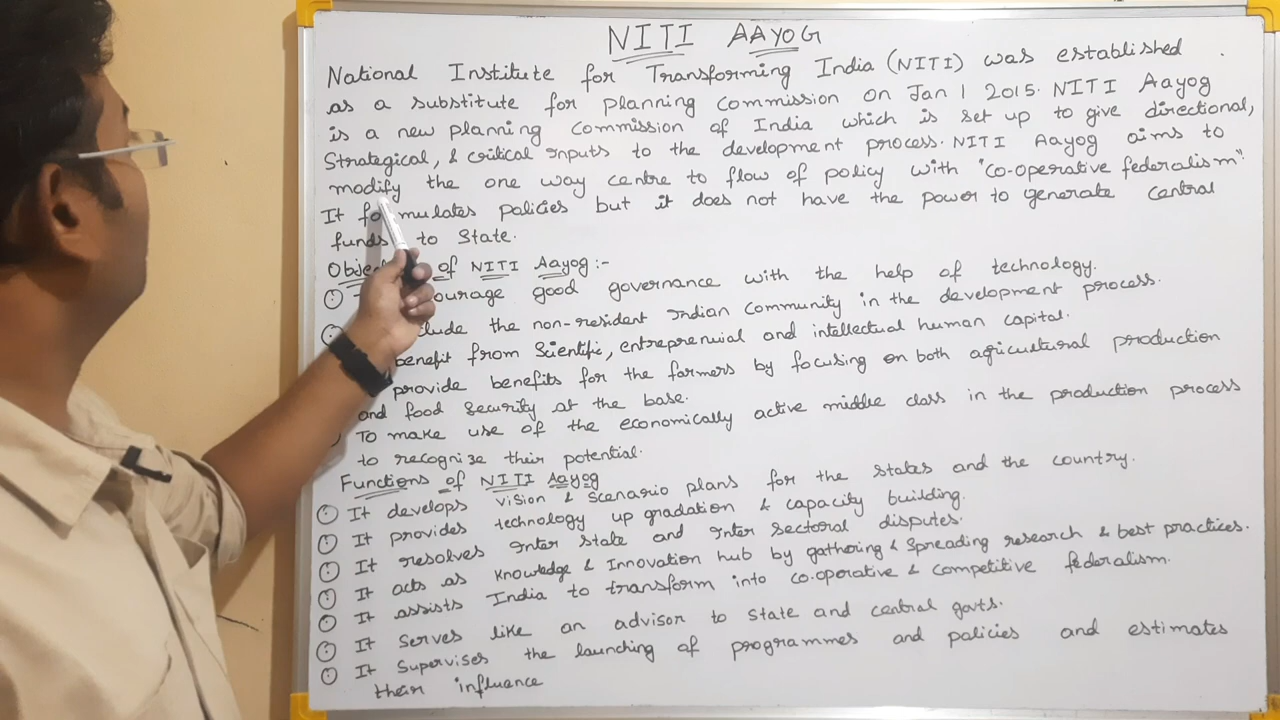 NITI AAYOG
National Institute for Transforming India (NITI) was established
as a substitute for planning commission on Jan 1 2015. NITI Aayog
is a new planning commission of India which is set up to give directional,
Strategical, & critical inputs to the development process. NITI Aayog aims to
modify the one way centre to flow of policy with "co-operative federalism".
It formulates policies but it does not have the power to generate central
funds to State.
of NITI Aayog :-
good governance with the help of technology.
the non-resident Indian Community in the development process.
benefit from Scientific, entreprenuial and intellectual human capital.
provide benefits for the farmers by focusing on both agricultural production
and food security at the base.
To make use of the economically active middle class in the production process
to recognise their potential.
Functions of NITI Aayog
It develops vision & scenario plans for the states and the country.
It provides technology up gradation & capacity building.
It resolves Inter state and Inter Sectoral disputes.
It acts as knowledge & Innovation hub by gathering & spreading research & best practices.
It assists India to transform into co.operative & competitive federalism.
It serves like an advisor to state and central govts.
It supervises the launching of programmes and policies and estimates
their influence